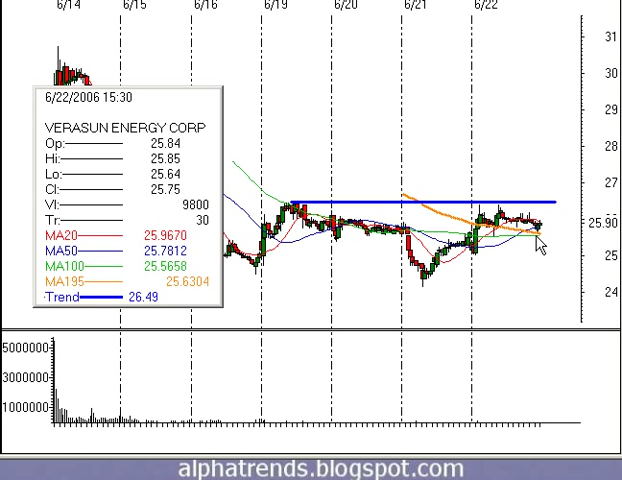 6/14 6/15 6/16 6/19 6/20 6/21 6/22
31
30
29
28
27
25.90
25
24
6/22/2006 15:30
VERASUN ENERGY CORP
Op: 25.84
Hi: 25.85
Lo: 25.64
Cl: 25.75
Vl: 9800
Tr: 30
MA20 25.9670
MA50 25.7812
MA100 25.5658
MA195 25.6304
Trend 26.49
5000000
3000000
1000000
alphatrends.blogspot.com